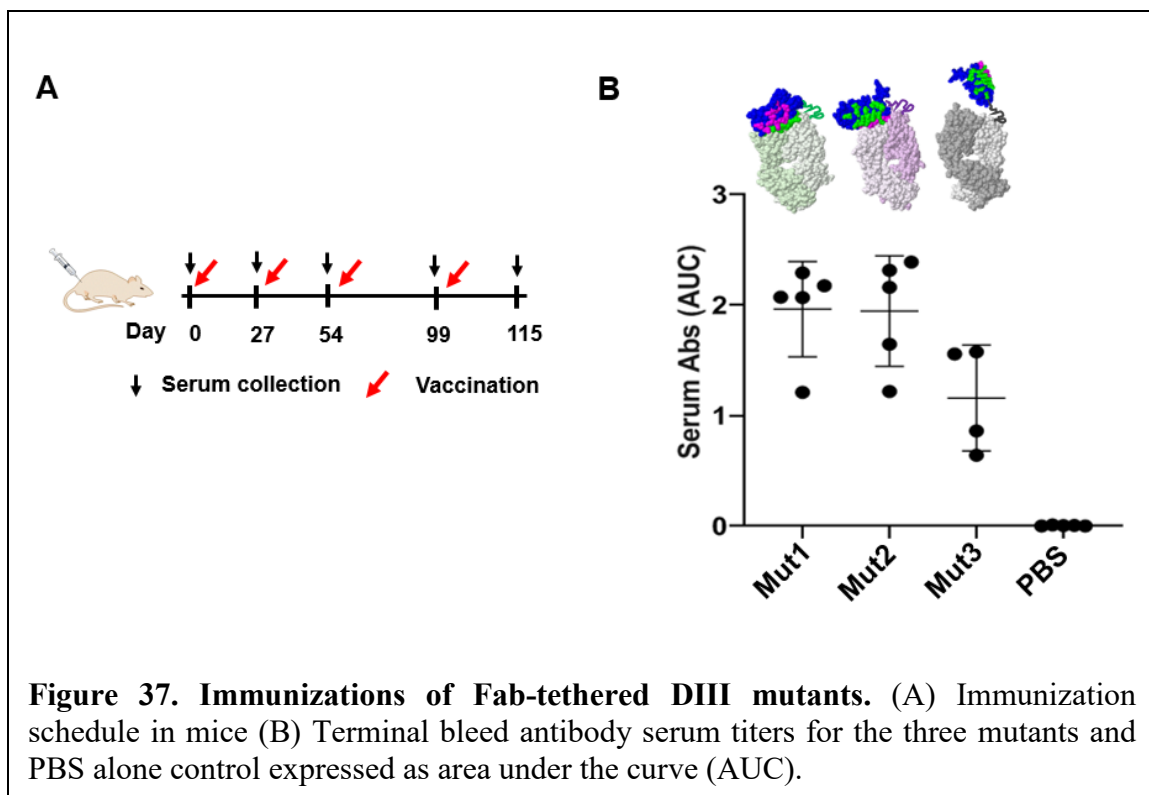 A
Day 0 27 54 99 115
Serum collection Vaccination
B
Serum Abs (AUC)
3
2
1
0
Mut1 Mut2 Mut3 PBS
Figure 37. Immunizations of Fab-tethered DIII mutants. (A) Immunization
schedule in mice (B) Terminal bleed antibody serum titers for the three mutants and
PBS alone control expressed as area under the curve (AUC).